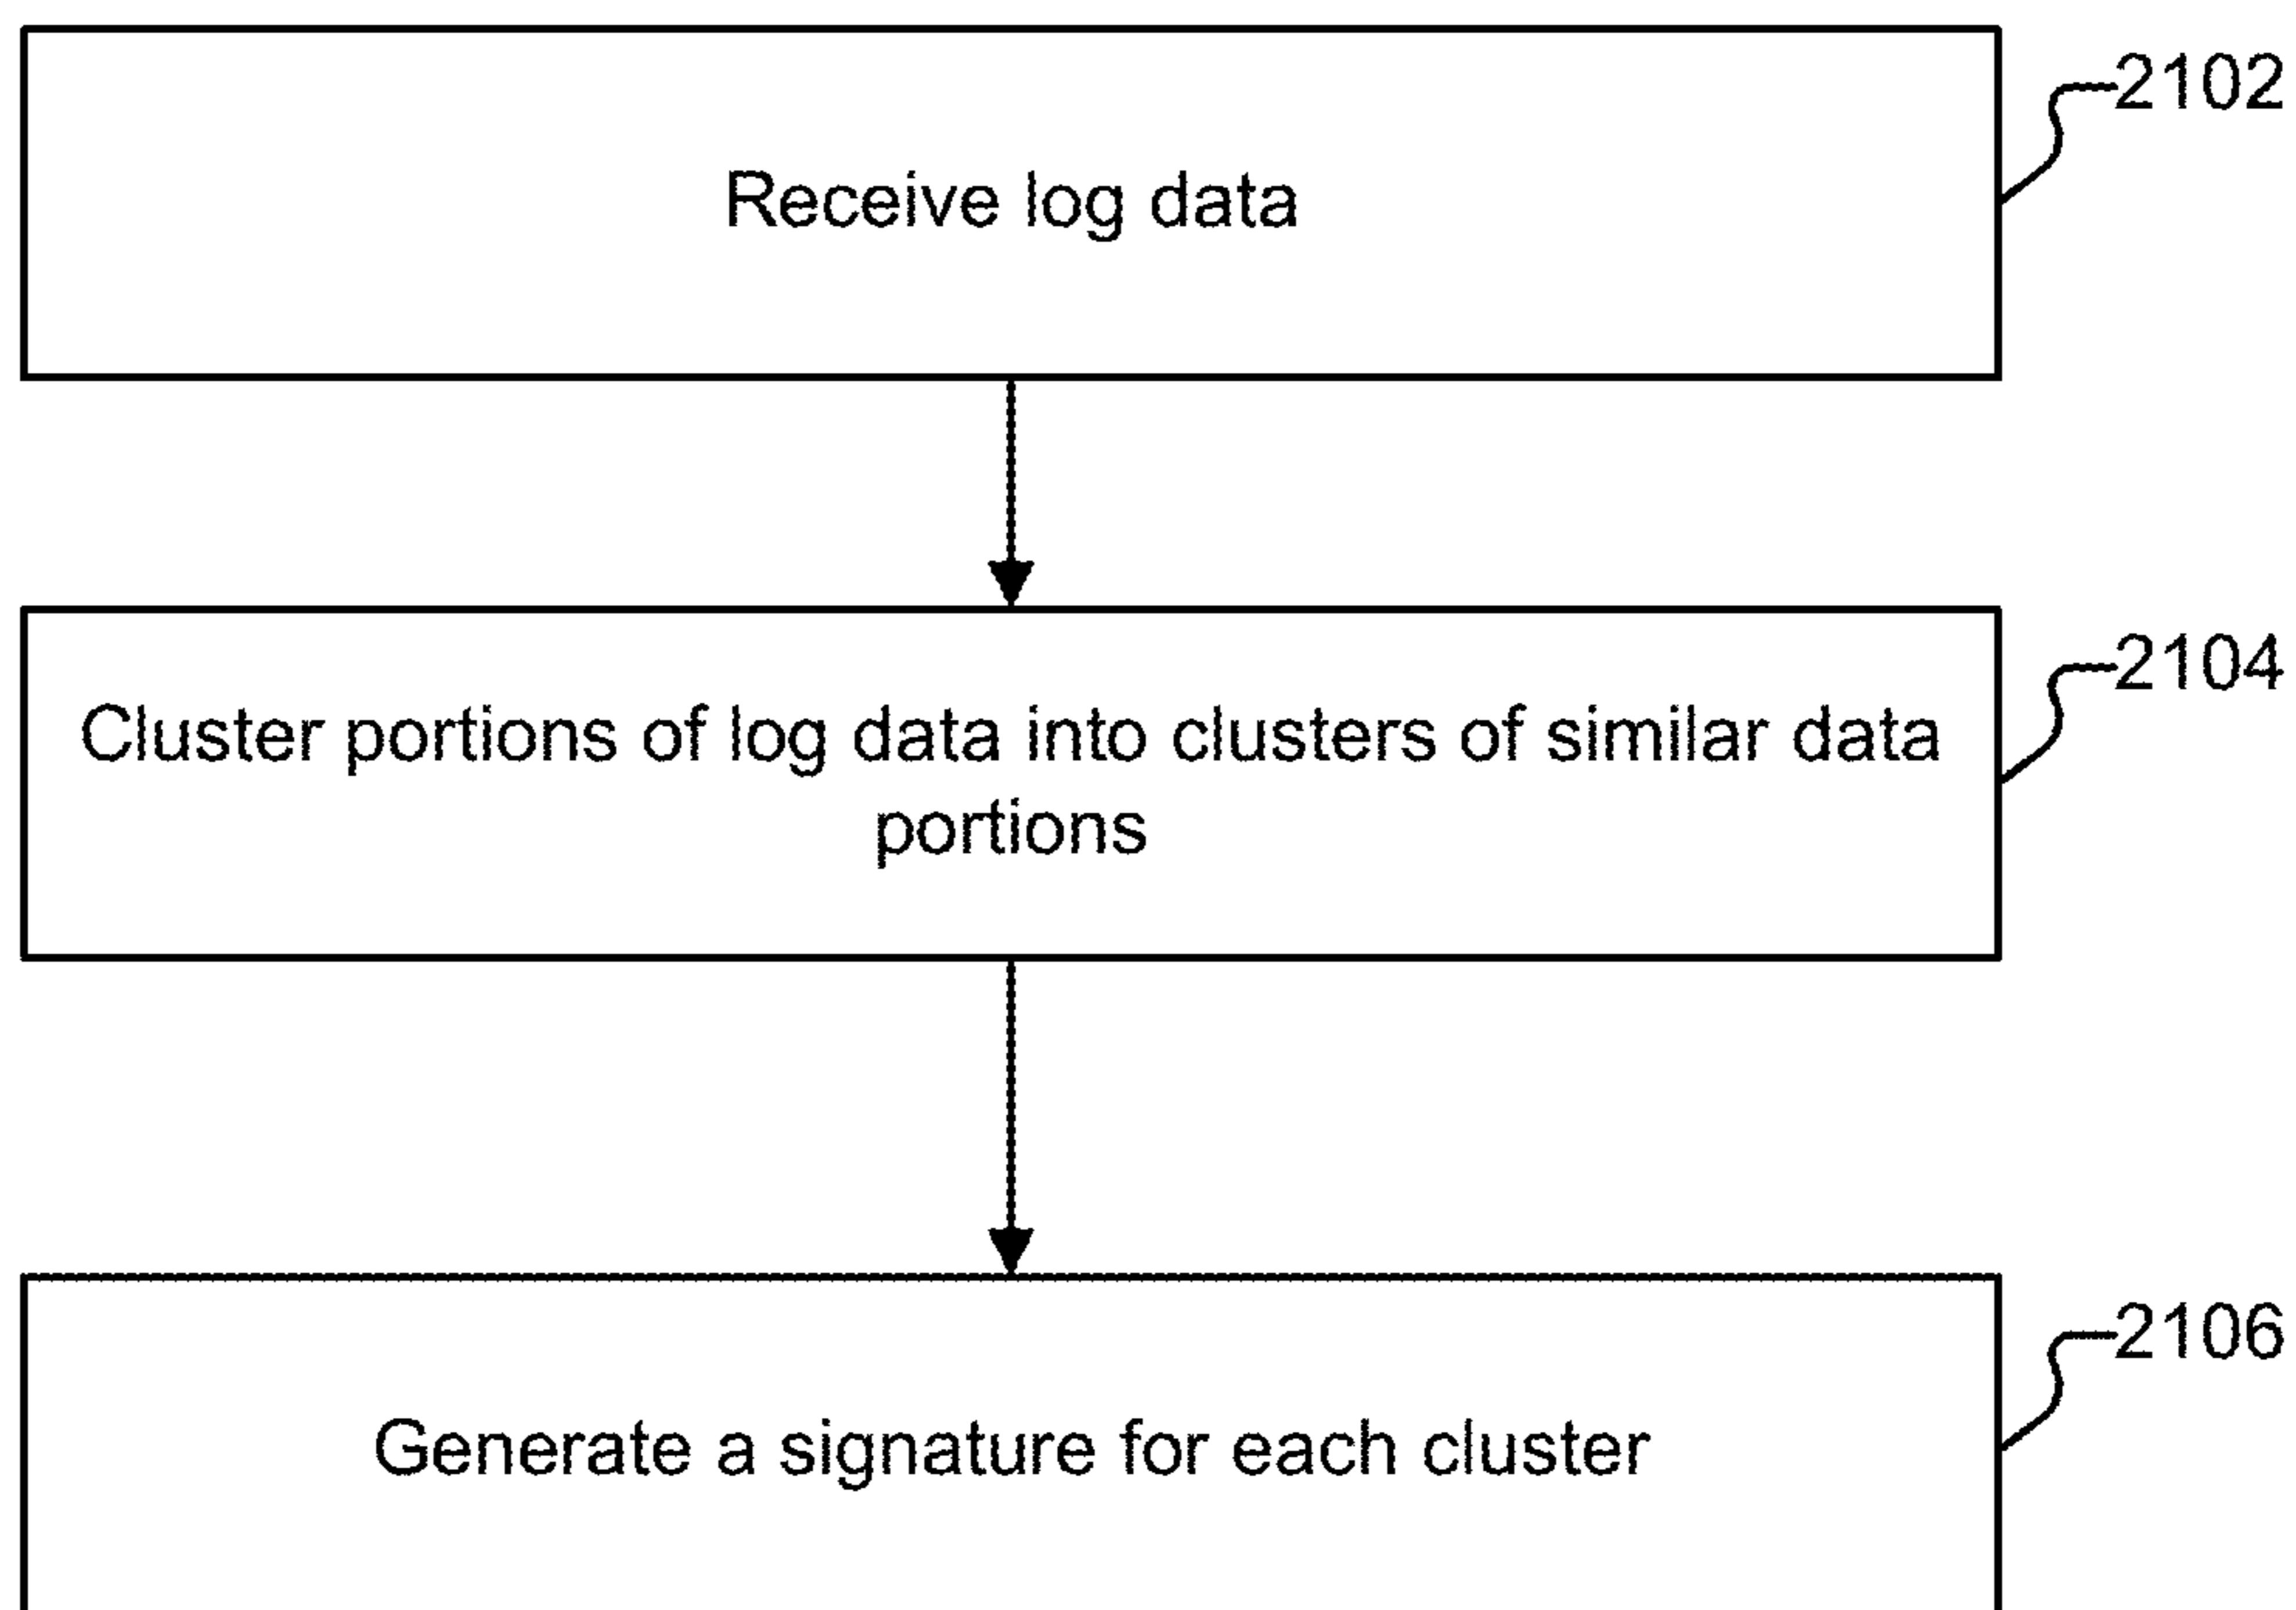 Receive log data
2102
Cluster portions of log data into clusters of similar data
portions
2104
Generate a signature for each cluster
2106